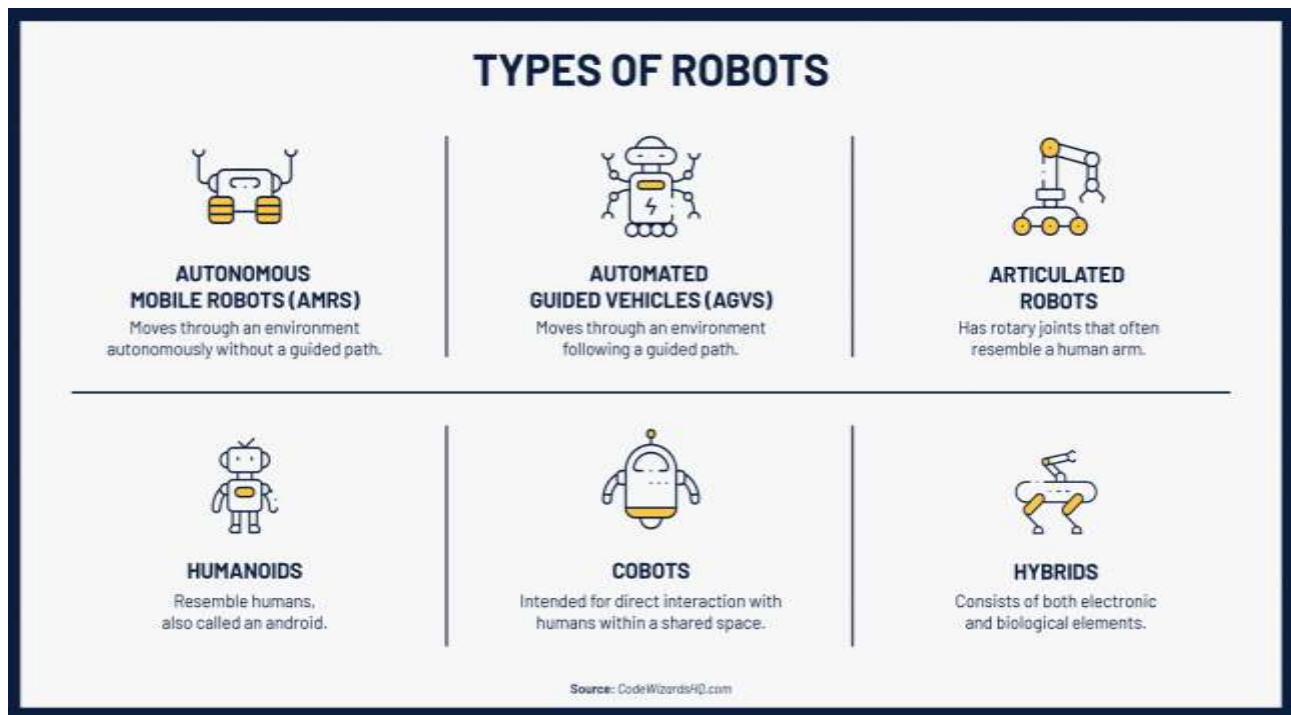 TYPES OF ROBOTS
AUTONOMOUS
MOBILE ROBOTS (AMRS)
Moves through an environment
autonomously without a guided path.
AUTOMATED
GUIDED VEHICLES (AGVS)
Moves through an environment
following a guided path.
ARTICULATED
ROBOTS
Has rotary joints that often
resemble a human arm.
HUMANOIDS
Resemble humans,
also called an android.
COBOTS
Intended for direct interaction with
humans within a shared space.
HYBRIDS
Consists of both electronic
and biological elements.
Source: CodeWizardsHQ.com